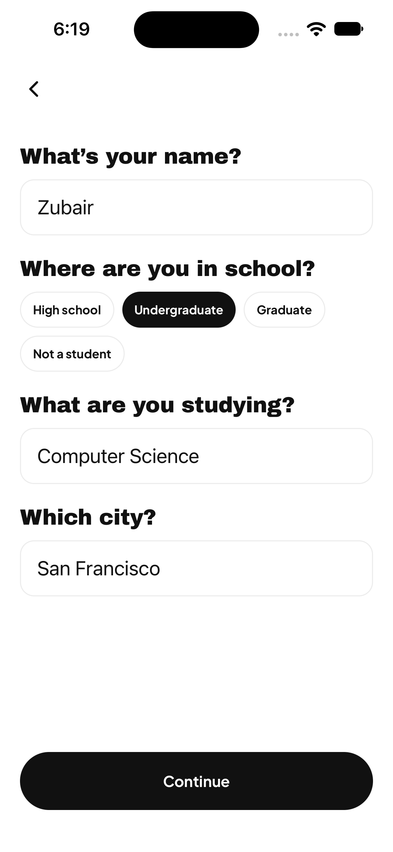 6:19
What's your name?
Zubair
Where are you in school?
High school Undergraduate Graduate
Not a student
What are you studying?
Computer Science
Which city?
San Francisco
Continue